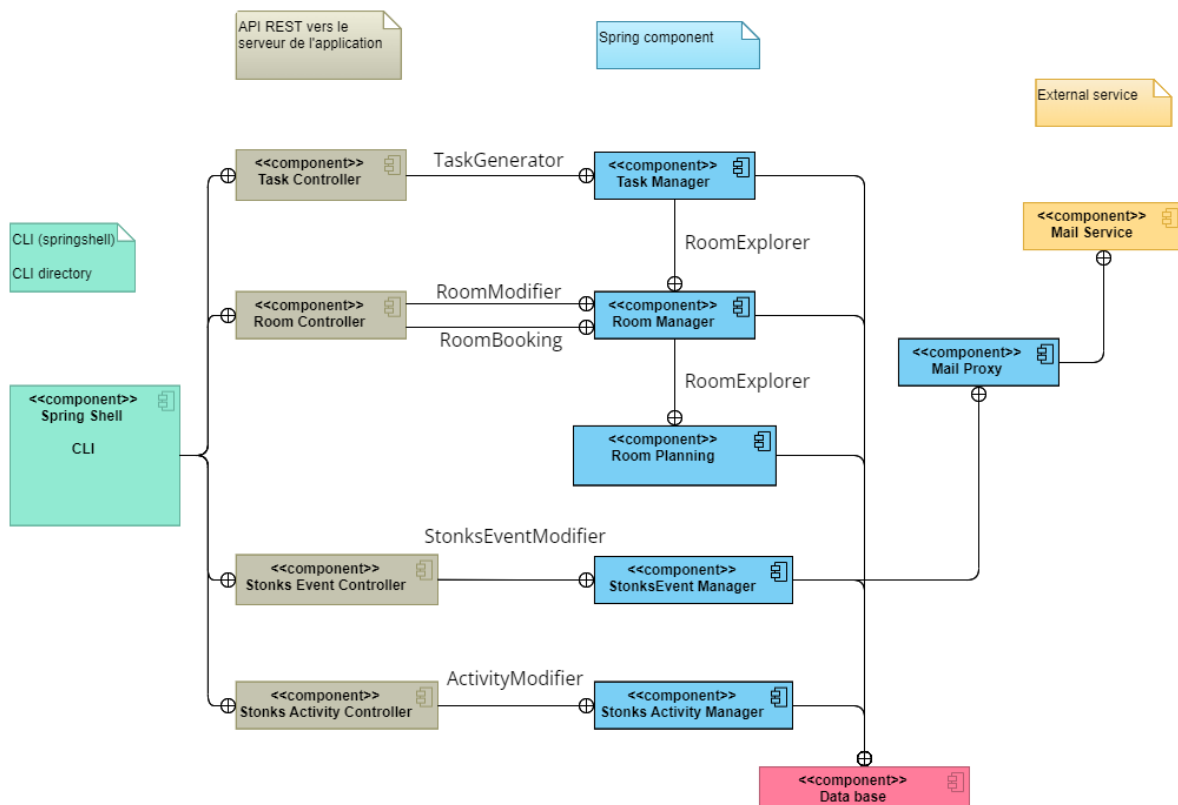 API REST vers le
serveur de l'application
Spring component
External service
<<component>>
Task Controller
TaskGenerator
<<component>>
Task Manager
<<component>>
Mail Service
CLI (springshell)
CLI directory
RoomExplorer
<<component>>
Room Controller
RoomModifier
RoomBooking
<<component>>
Room Manager
<<component>>
Mail Proxy
RoomExplorer
<<component>>
Spring Shell
CLI
<<component>>
Room Planning
StonksEventModifier
<<component>>
Stonks Event Controller
<<component>>
StonksEvent Manager
ActivityModifier
<<component>>
Stonks Activity Controller
<<component>>
Stonks Activity Manager
<<component>>
Data base